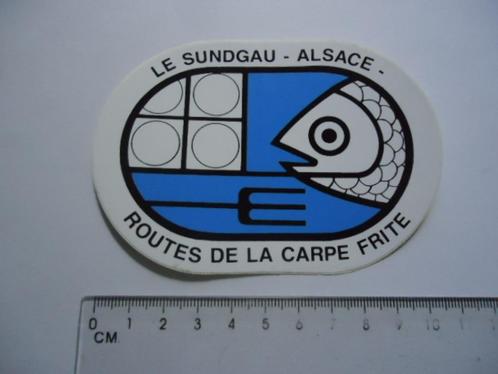 LE SUNDGAU - ALSACE -
ROUTES DE LA CARPE FRITE
0 1 2 3 4 5 6 7 8 9 10 1
CM